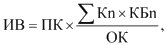 ИВ = ПК × ∑ Кп × КБп / ОК,